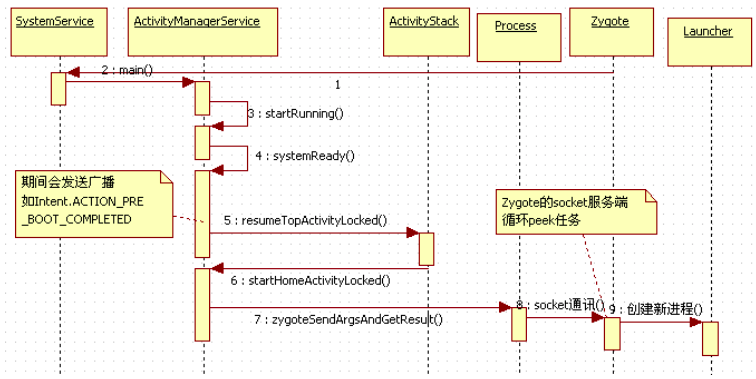 SystemService
ActivityManagerService
ActivityStack
Process
Zygote
Launcher
1
2 : main()
3 : startRunning()
4 : systemReady()
期间会发送广播
如Intent.ACTION_PRE
_BOOT_COMPLETED
5 : resumeTopActivityLocked()
Zygote的socket服务端
循环peek任务
6 : startHomeActivityLocked()
7 : zygoteSendArgsAndGetResult()
8 : socket通讯()
9 : 创建新进程()